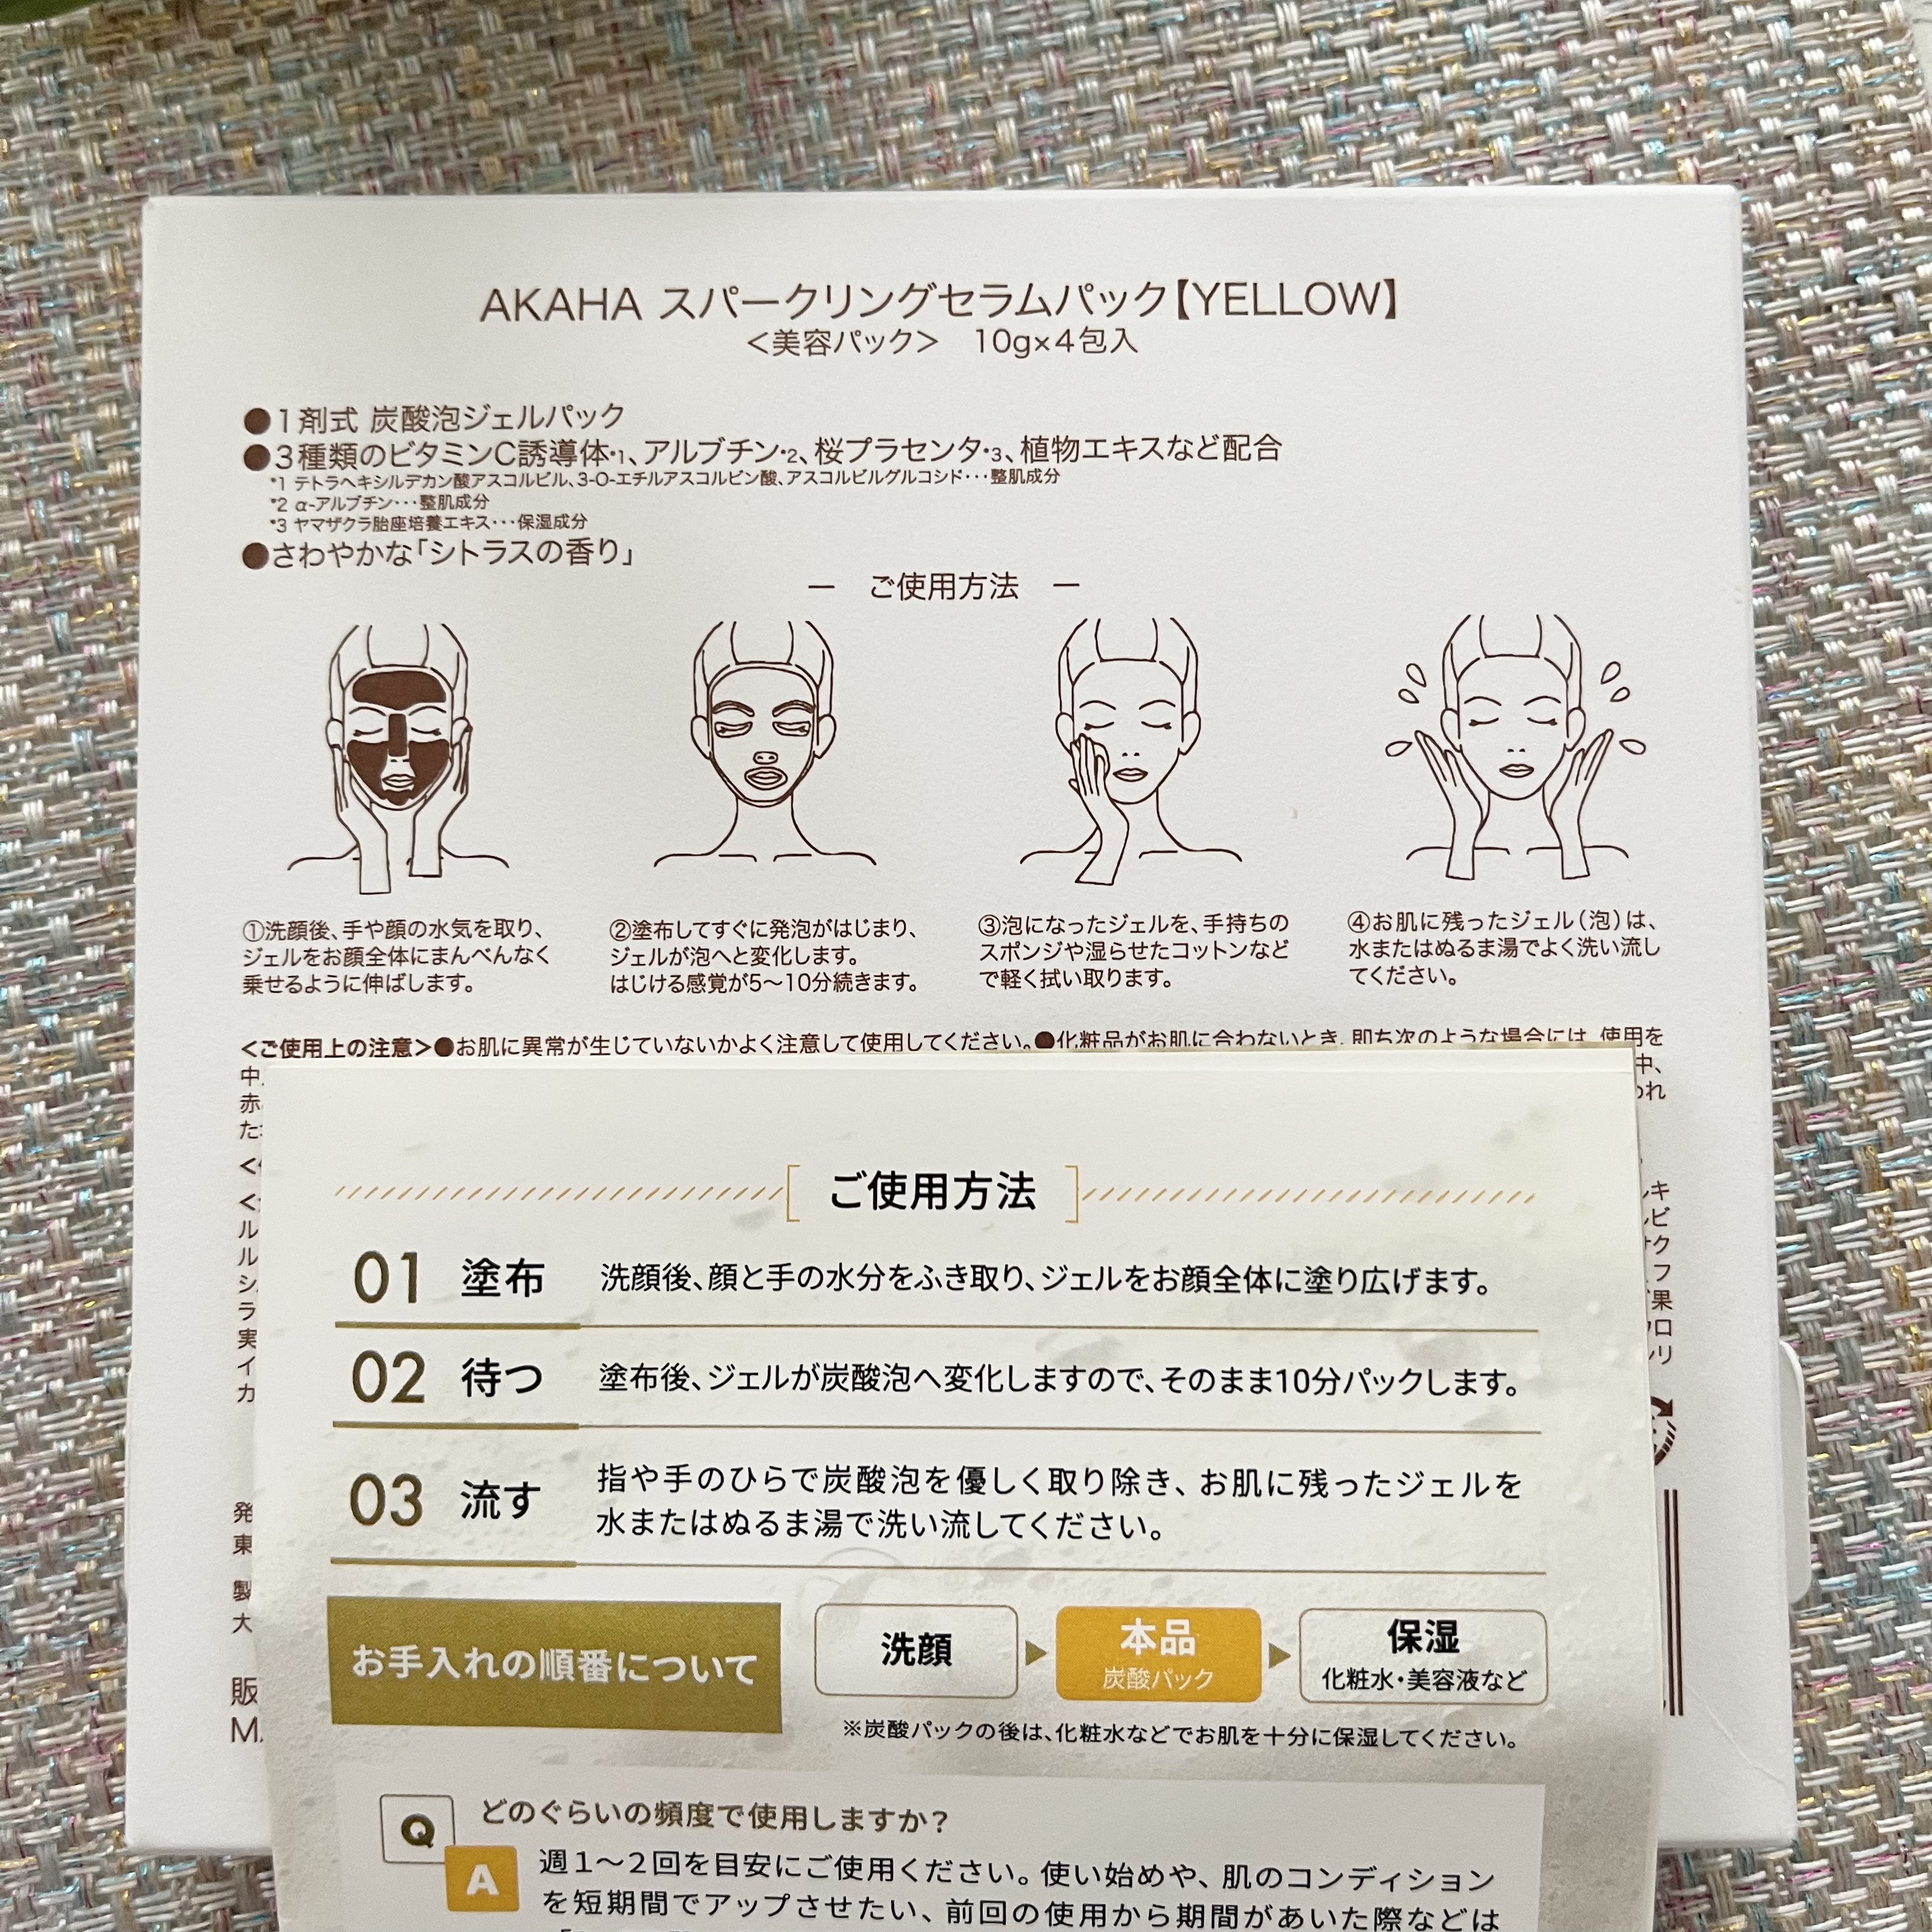 AKAHA スパークリングセラムパック【YELLOW】
＜美容パック＞　10g×4包入
●1剤式 炭酸泡ジェルパック
●3種類のビタミンC誘導体*1、アルブチン*2、桜プラセンタ*3、植物エキスなど配合
*1 テトラヘキシルデカン酸アスコルビル、3-O-エチルアスコルビン酸、アスコルビルグルコシド･･･整肌成分
*2 α-アルブチン･･･整肌成分
*3 ヤマザクラ胎座培養エキス･･･保湿成分
●さわやかな「シトラスの香り」
― ご使用方法 ―
①洗顔後、手や顔の水気を取り、
ジェルをお顔全体にまんべんなく
乗せるように伸ばします。
②塗布してすぐに発泡がはじまり、
ジェルが泡へと変化します。
はじける感覚が5～10分続きます。
③泡になったジェルを、手持ちの
スポンジや湿らせたコットンなど
で軽く拭い取ります。
④お肌に残ったジェル（泡）は、
水またはぬるま湯でよく洗い流し
てください。
＜ご使用上の注意＞●お肌に異常が生じていないかよく注意して使用してください。●化粧品がお肌に合わないとき、即ち次のような場合には、使用を
中
中、
赤
われ
た
キ
ル
ビ
ル
ク
シ
フ
ラ
果
実
ロ
イ
リ
カ
発
東
製
大
販
M
ご使用方法
01 塗布 洗顔後、顔と手の水分をふき取り、ジェルをお顔全体に塗り広げます。
02 待つ 塗布後、ジェルが炭酸泡へ変化しますので、そのまま10分パックします。
03 流す 指や手のひらで炭酸泡を優しく取り除き、お肌に残ったジェルを
水またはぬるま湯で洗い流してください。
お手入れの順番について
洗顔
本品
炭酸パック
保湿
化粧水・美容液など
※炭酸パックの後は、化粧水などでお肌を十分に保湿してください。
Q どのぐらいの頻度で使用しますか？
A 週1～2回を目安にご使用ください。使い始めや、肌のコンディション
を短期間でアップさせたい、前回の使用から期間があいた際などは